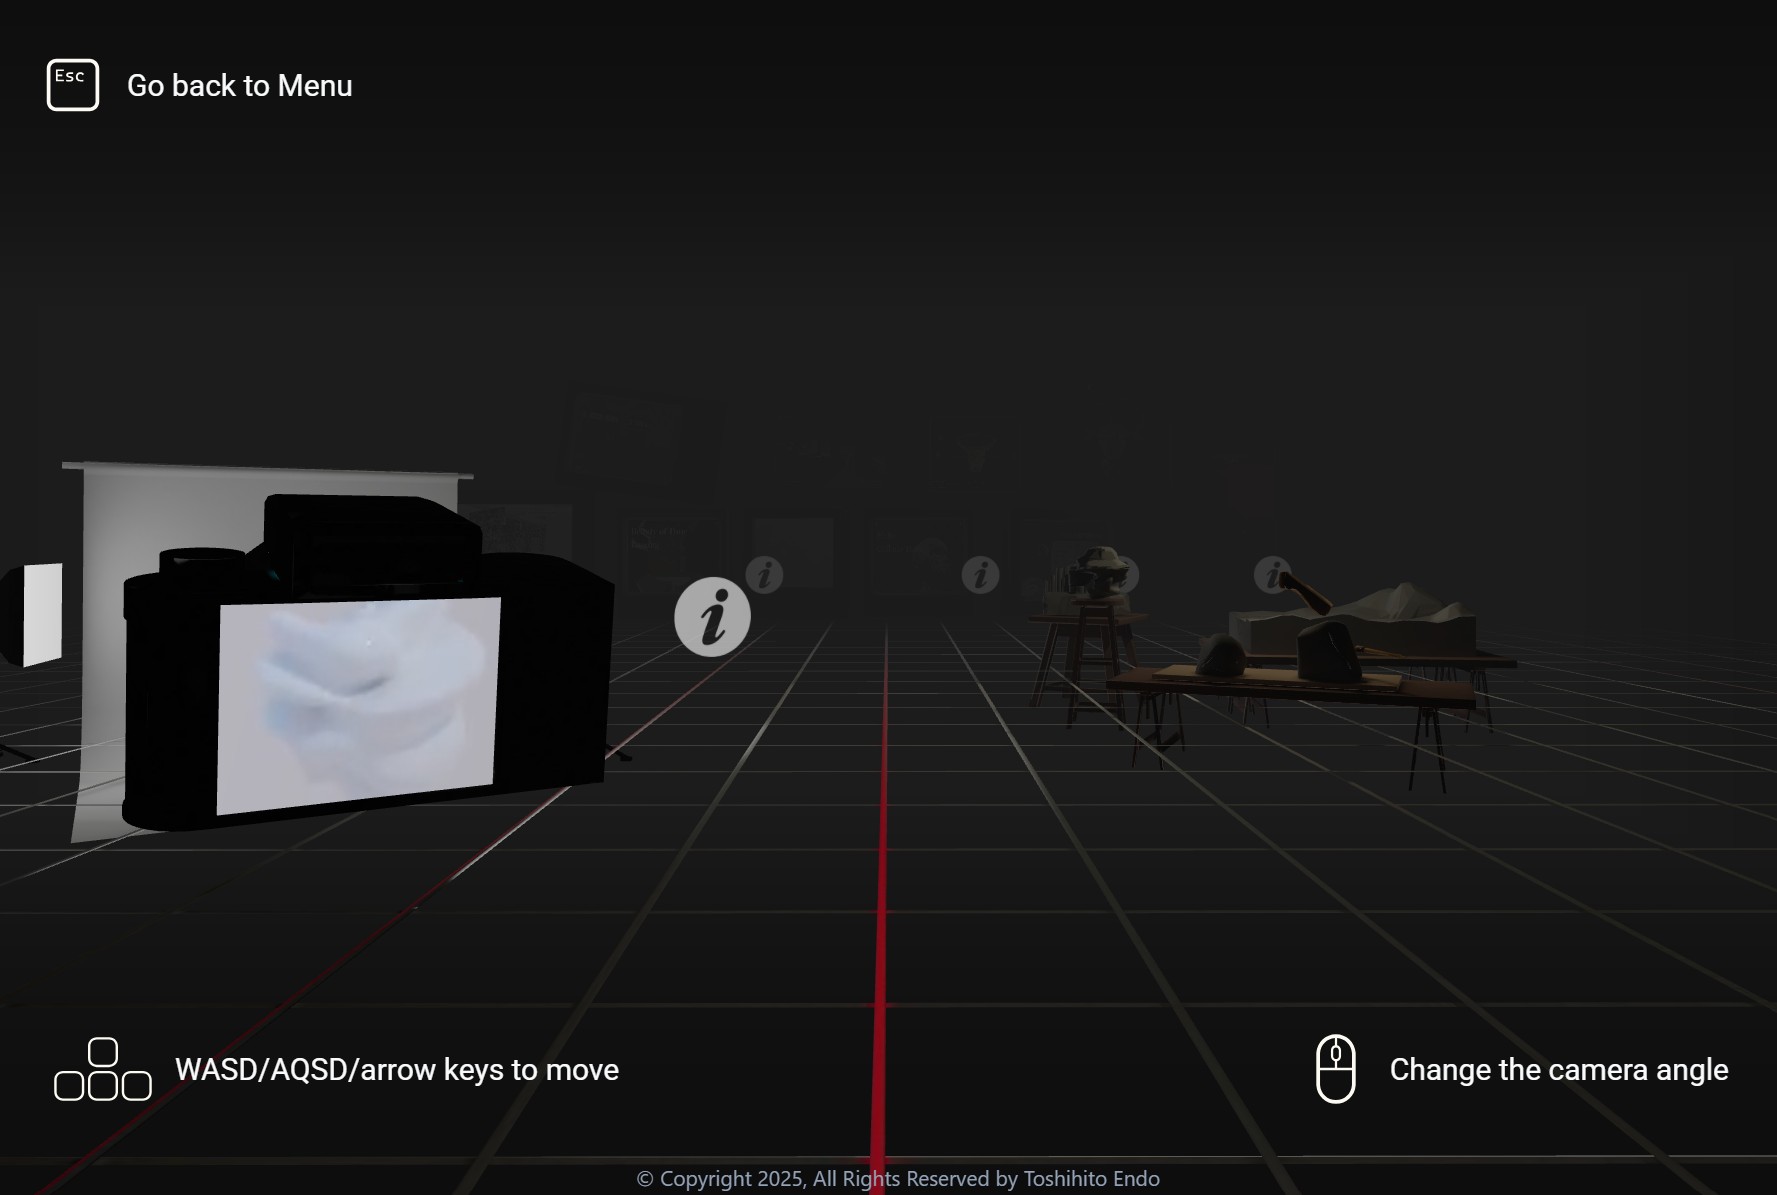 Esc
Go back to Menu
WASD/AQSD/arrow keys to move
Change the camera angle
© Copyright 2025, All Rights Reserved by Toshihito Endo